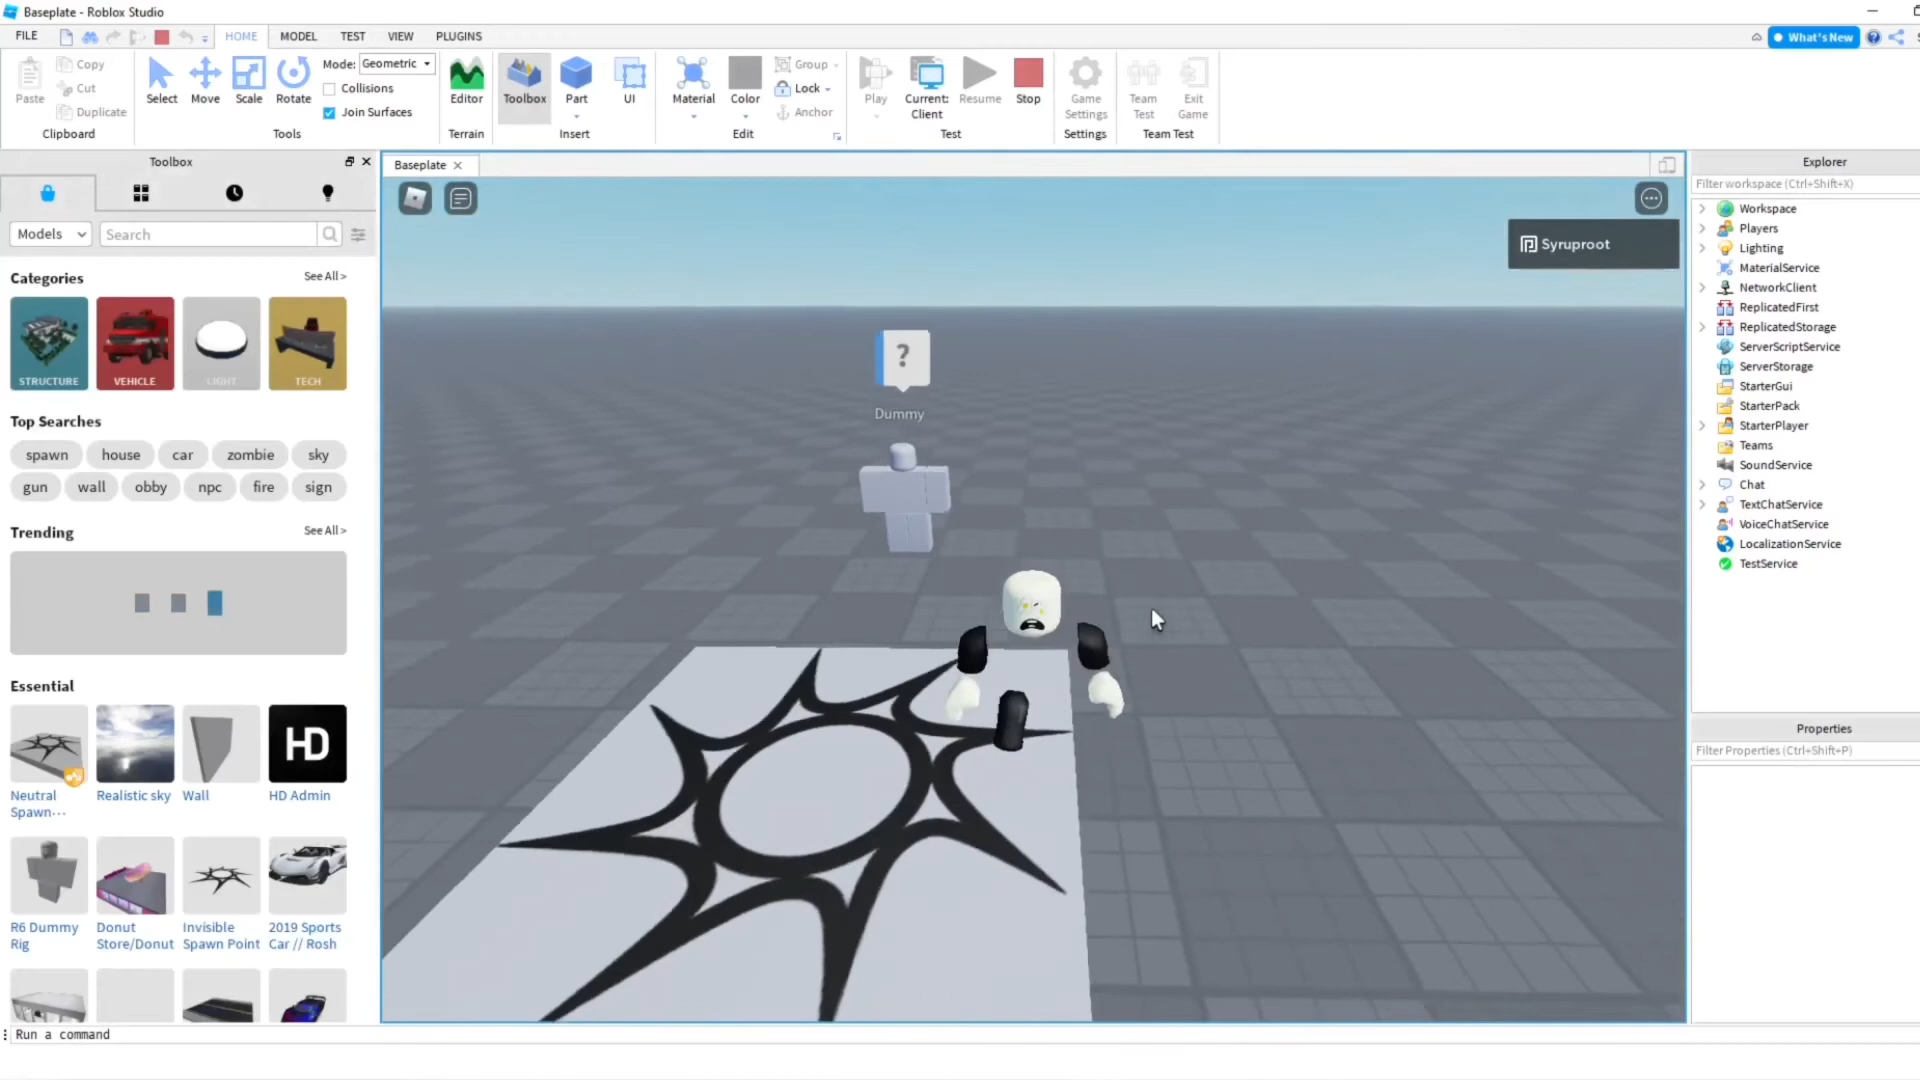 Baseplate - Roblox Studio
FILE HOME MODEL TEST VIEW PLUGINS What's New
Paste Copy Cut Duplicate Clipboard
Select Move Scale Rotate Mode: Geometric Collisions Join Surfaces Tools
Editor Terrain
Toolbox Part UI Insert
Material Color Group Lock Anchor Edit
Play Current: Client Resume Stop Test
Game Settings Settings
Team Test Exit Game Team Test
Toolbox
Models Search
Categories See All >
STRUCTURE VEHICLE LIGHT TECH
Top Searches
spawn house car zombie sky
gun wall obby npc fire sign
Trending See All >
Essential
HD
Neutral Spawn... Realistic sky Wall HD Admin
R6 Dummy Rig Donut Store/Donut Invisible Spawn Point 2019 Sports Car // Rosh
Baseplate
Syruproot
?
Dummy
Explorer
Filter workspace (Ctrl+Shift+X)
Workspace
Players
Lighting
MaterialService
NetworkClient
ReplicatedFirst
ReplicatedStorage
ServerScriptService
ServerStorage
StarterGui
StarterPack
StarterPlayer
Teams
SoundService
Chat
TextChatService
VoiceChatService
LocalizationService
TestService
Properties
Filter Properties (Ctrl+Shift+P)
Run a command